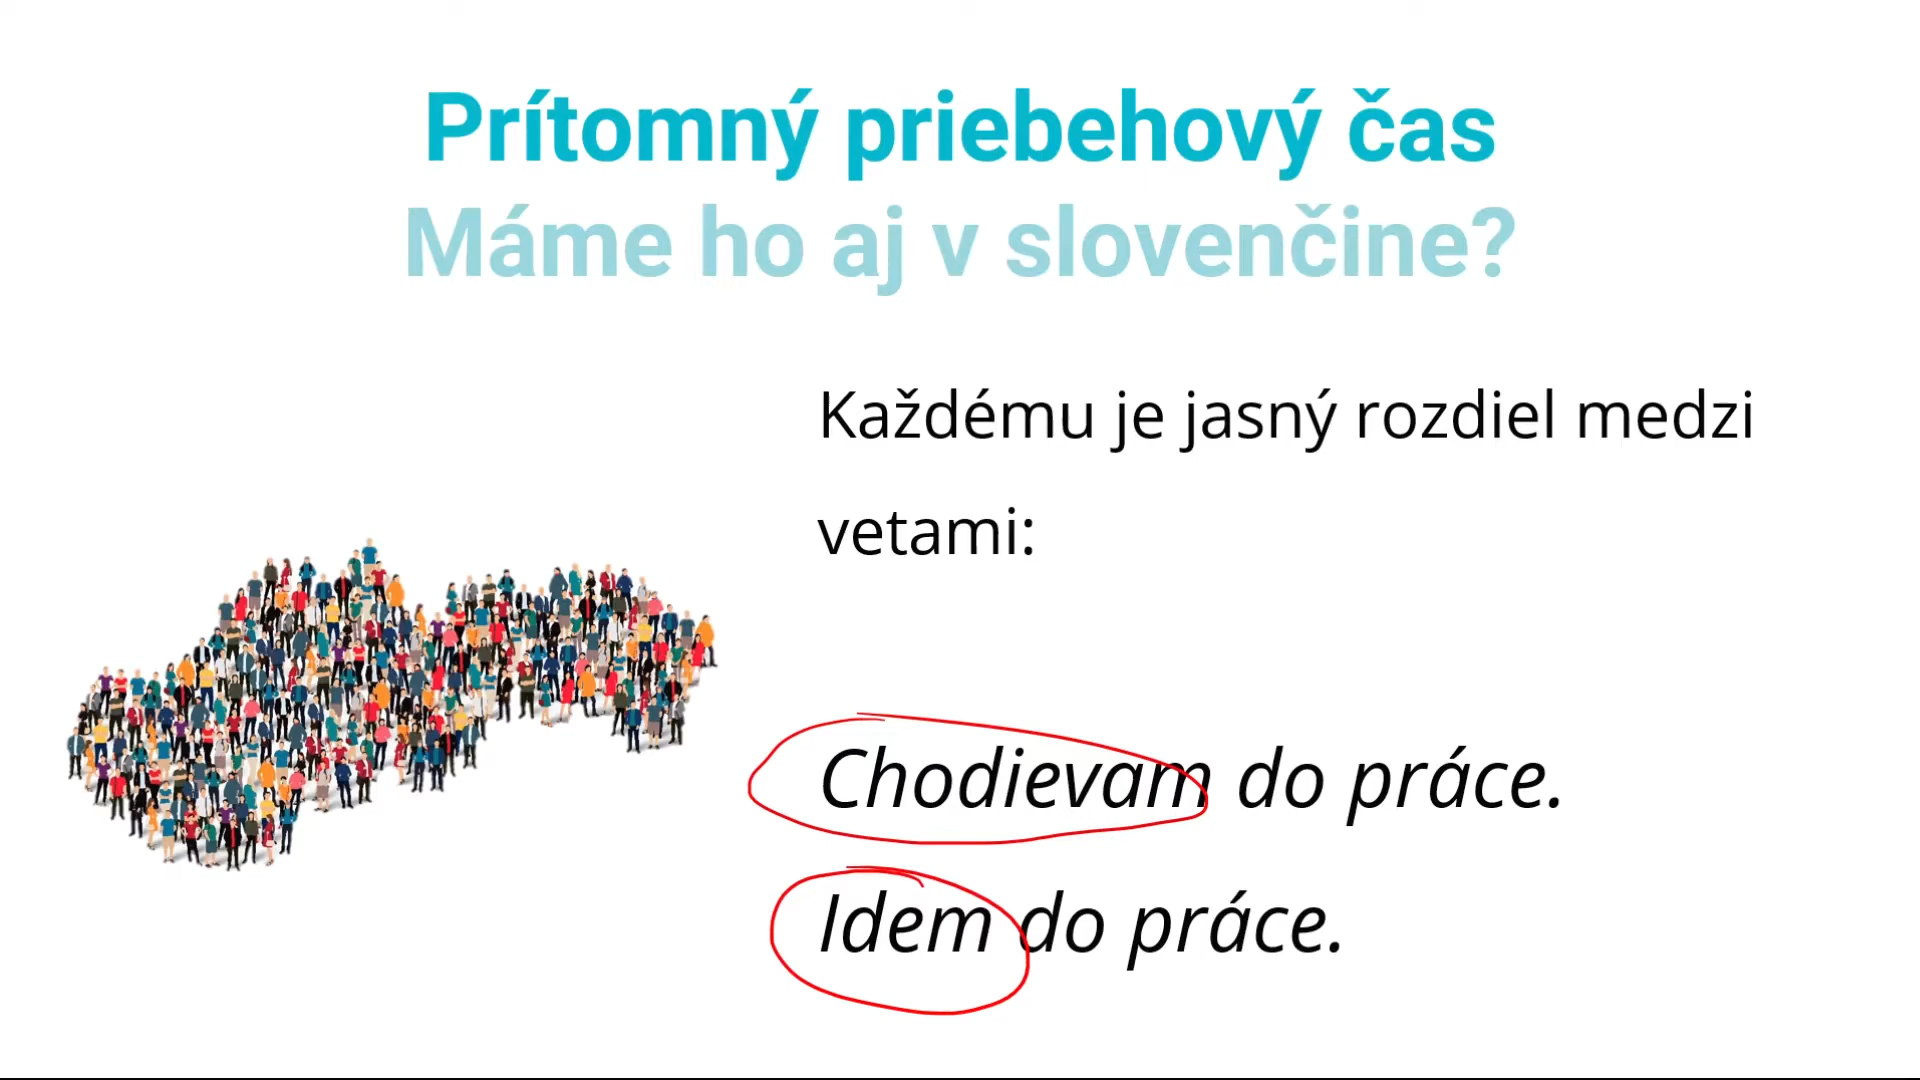 Prítomný priebehový čas
Máme ho aj v slovenčine?
Každému je jasný rozdiel medzi
vetami:
Chodievam do práce.
Idem do práce.